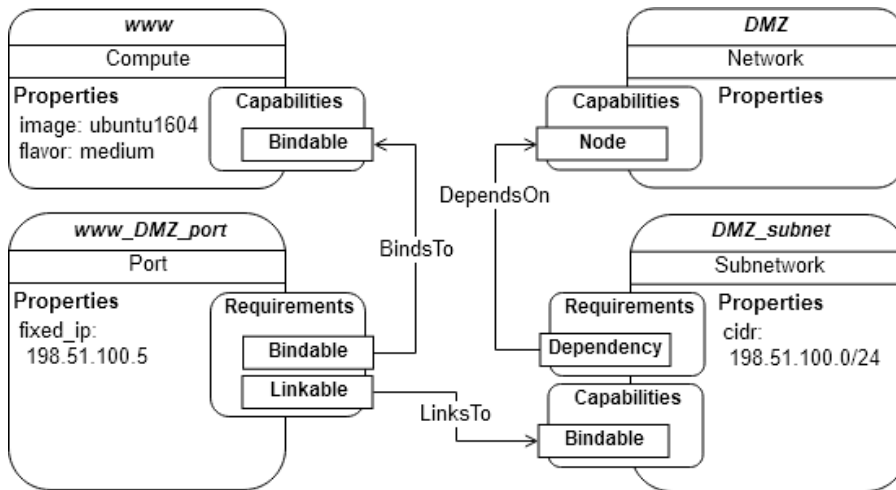 www
Compute
Properties
image: ubuntu1604
flavor: medium
Capabilities
Bindable
DMZ
Network
Capabilities
Node
Properties
DependsOn
BindsTo
www_DMZ_port
Port
Properties
fixed_ip:
198.51.100.5
Requirements
Bindable
Linkable
LinksTo
DMZ_subnet
Subnetwork
Requirements
Dependency
Properties
cidr:
198.51.100.0/24
Capabilities
Bindable